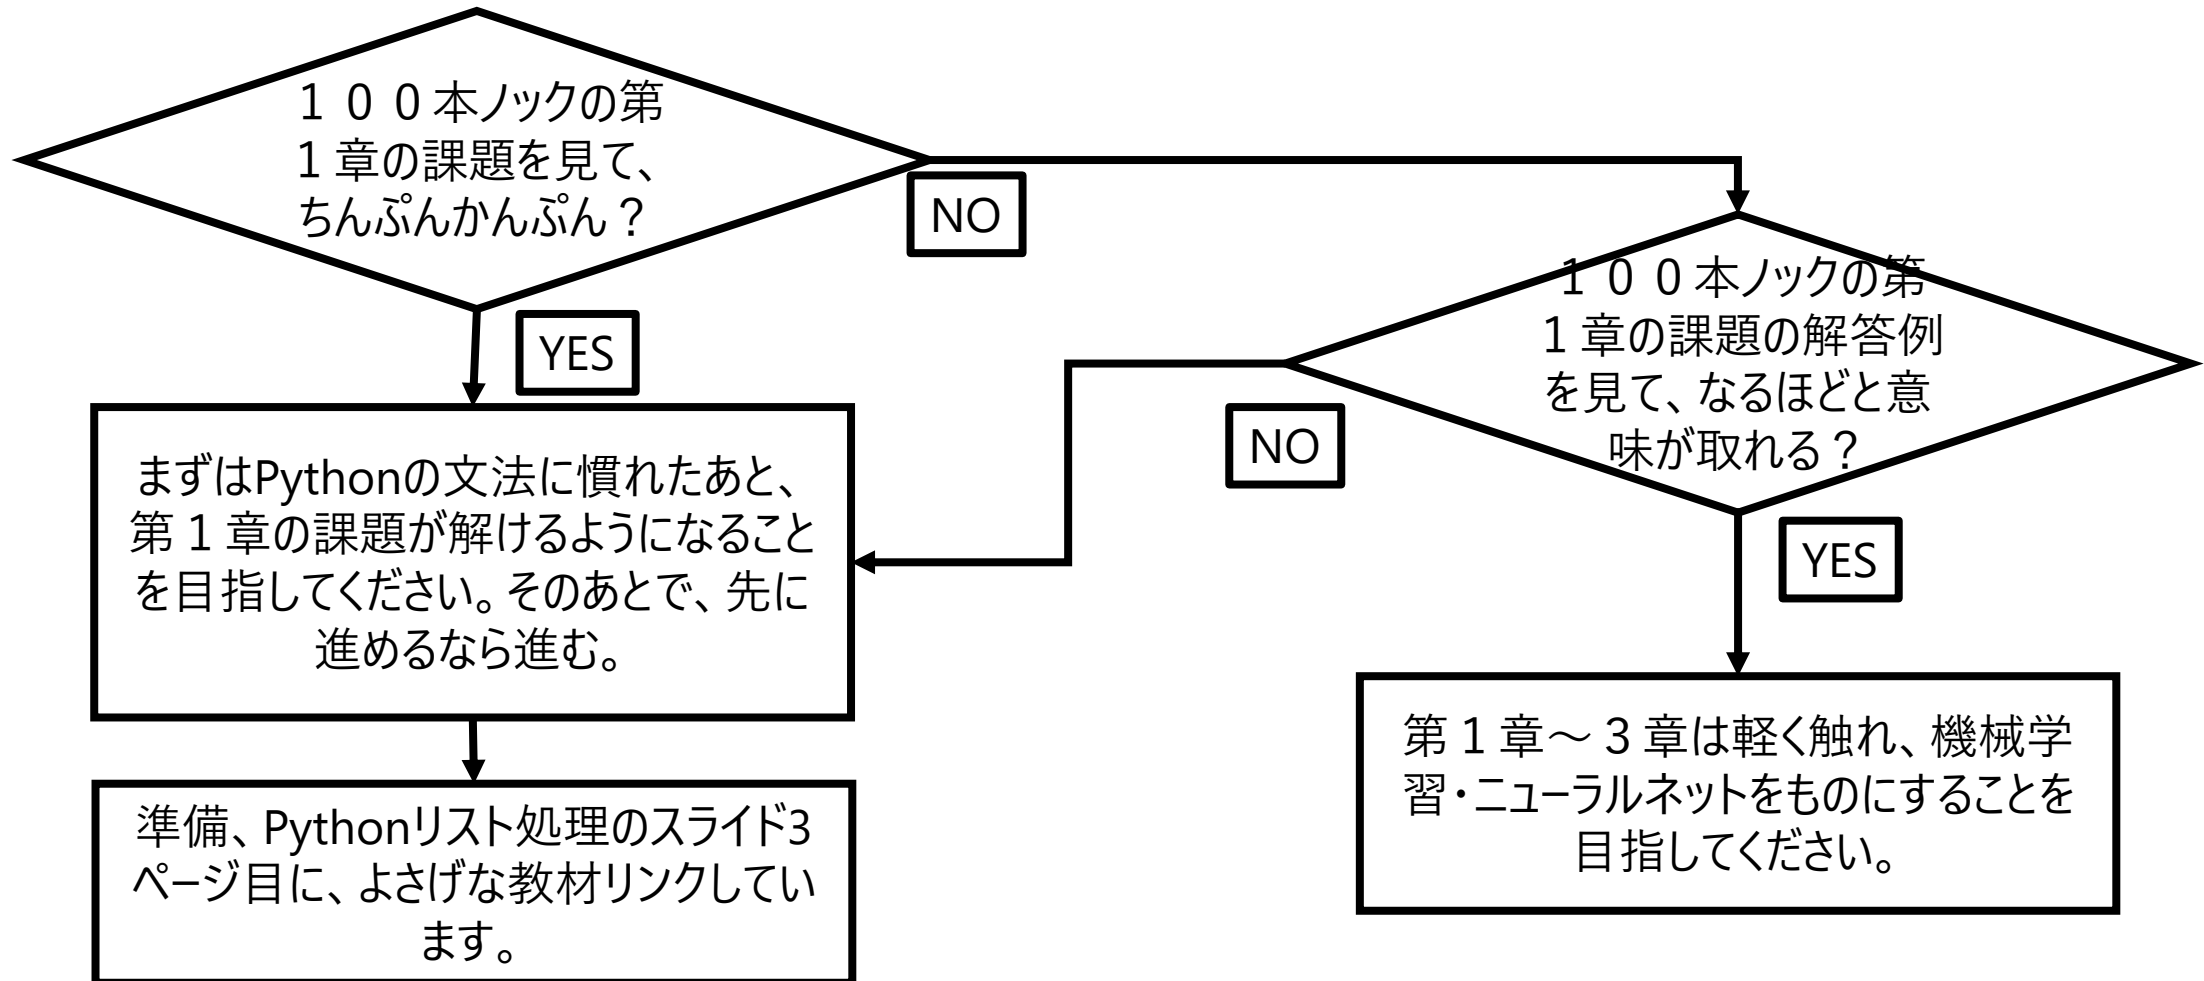 １００本ノックの第
１章の課題を見て、
ちんぷんかんぷん？
NO
YES
１００本ノックの第
１章の課題の解答例
を見て、なるほどと意
味が取れる？
NO
YES
まずはPythonの文法に慣れたあと、
第１章の課題が解けるようになること
を目指してください。そのあとで、先に
進めるなら進む。
第１章～３章は軽く触れ、機械学
習・ニューラルネットをものにすることを
目指してください。
準備、Pythonリスト処理のスライド3
ページ目に、よさげな教材リンクしてい
ます。